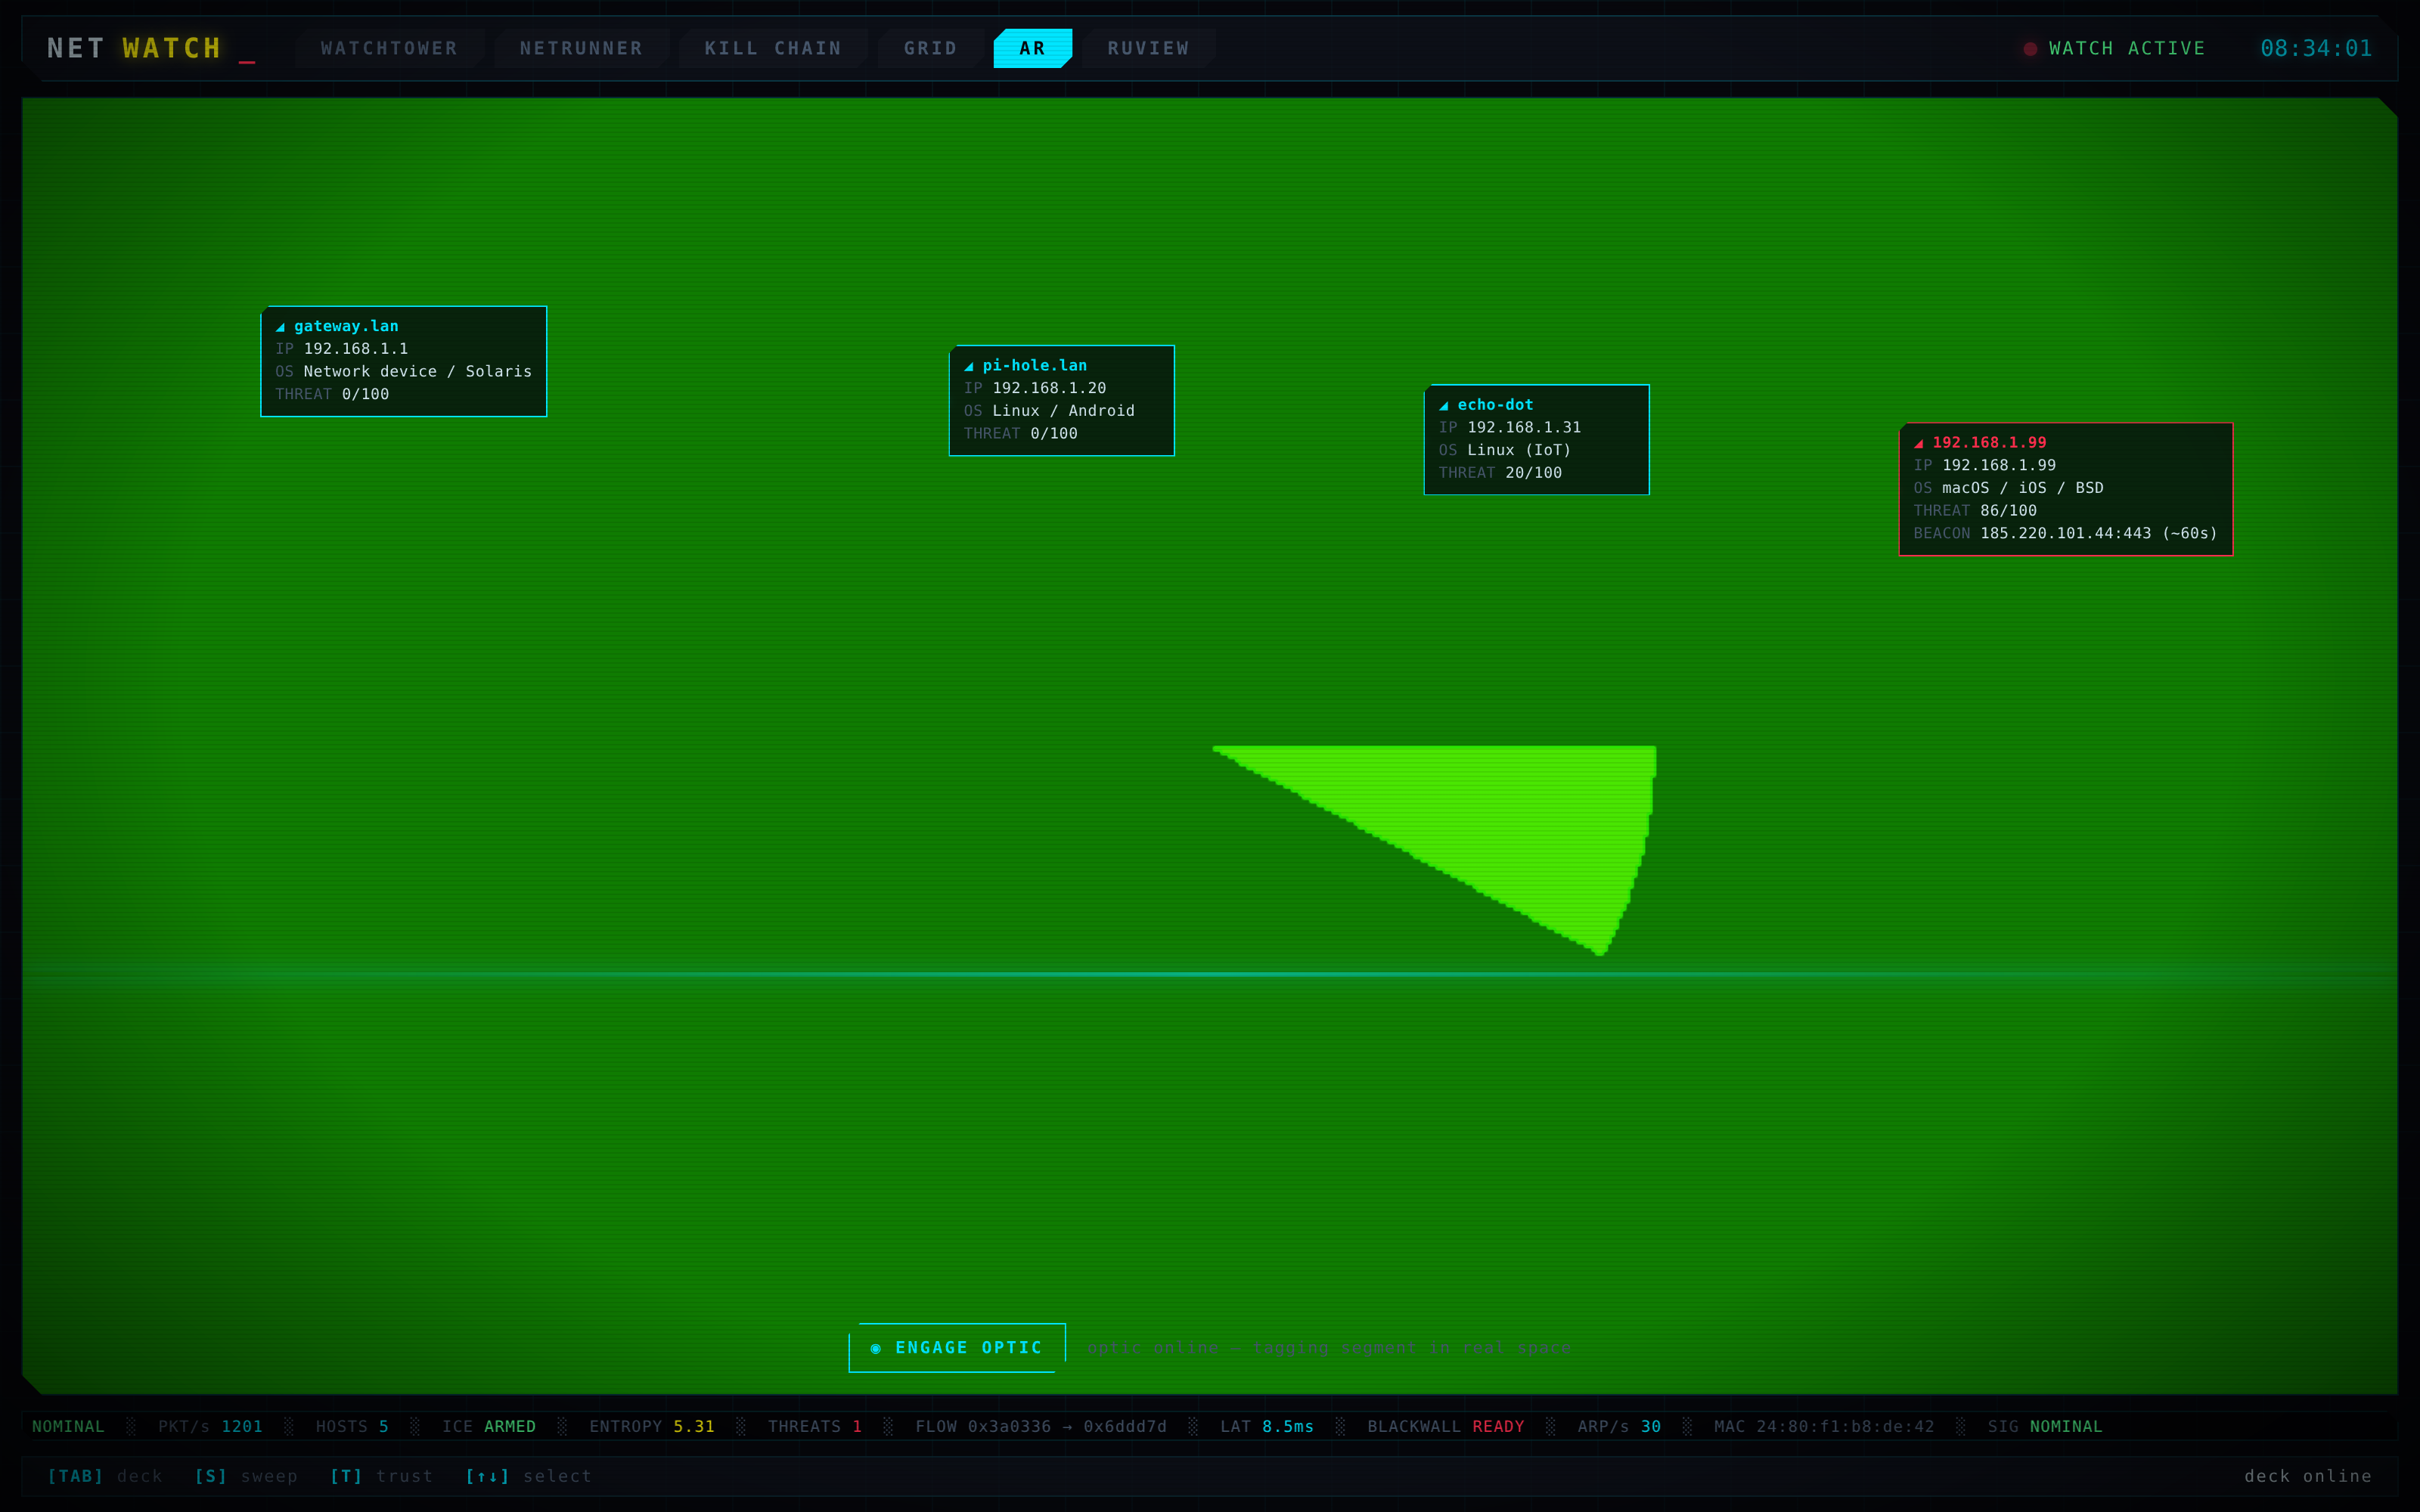 NET WATCH _
WATCHTOWER
NETRUNNER
KILL CHAIN
GRID
AR
RUVIEW
WATCH ACTIVE
08:34:01
◢ gateway.lan
IP 192.168.1.1
OS Network device / Solaris
THREAT 0/100
◢ pi-hole.lan
IP 192.168.1.20
OS Linux / Android
THREAT 0/100
◢ echo-dot
IP 192.168.1.31
OS Linux (IoT)
THREAT 20/100
◢ 192.168.1.99
IP 192.168.1.99
OS macOS / iOS / BSD
THREAT 86/100
BEACON 185.220.101.44:443 (~60s)
◉ ENGAGE OPTIC
optic online — tagging segment in real space
NOMINAL ░ PKT/s 1201 ░ HOSTS 5 ░ ICE ARMED ░ ENTROPY 5.31 ░ THREATS 1 ░ FLOW 0x3a0336 → 0x6ddd7d ░ LAT 8.5ms ░ BLACKWALL READY ░ ARP/s 30 ░ MAC 24:80:f1:b8:de:42 ░ SIG NOMINAL
[TAB] deck [S] sweep [T] trust [↑↓] select
deck online